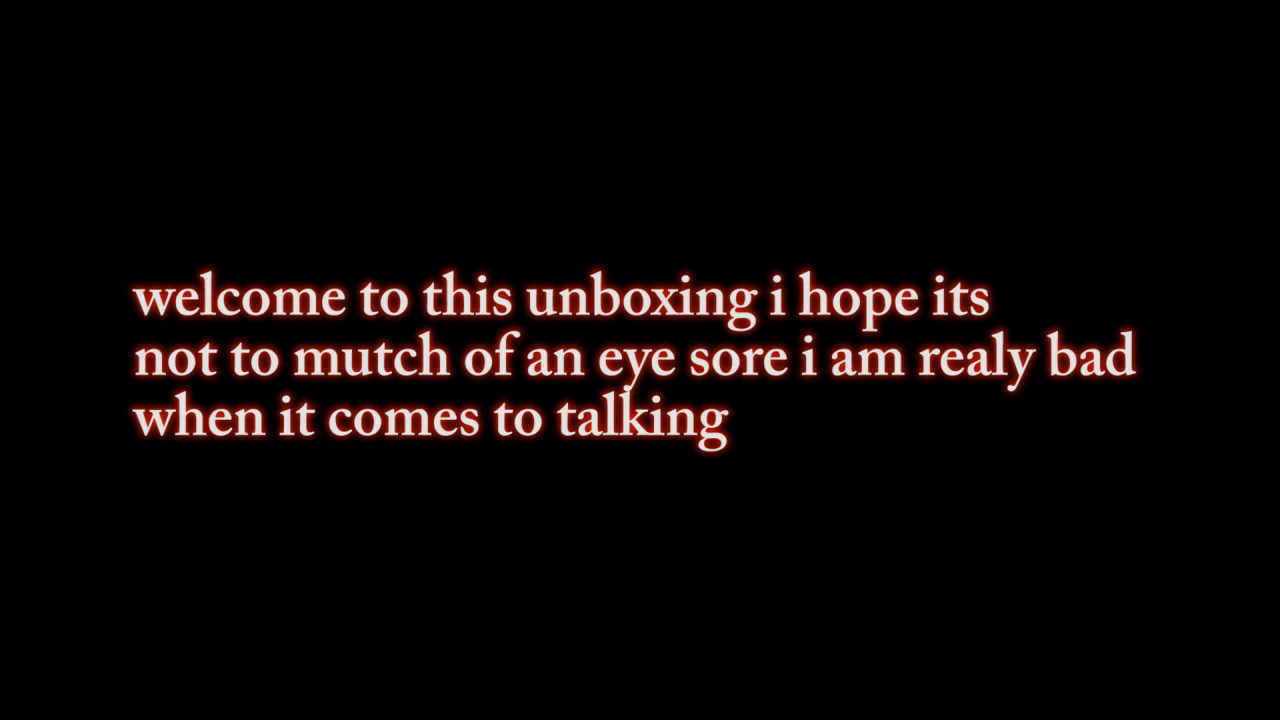 welcome to this unboxing i hope its
not to mutch of an eye sore i am realy bad
when it comes to talking